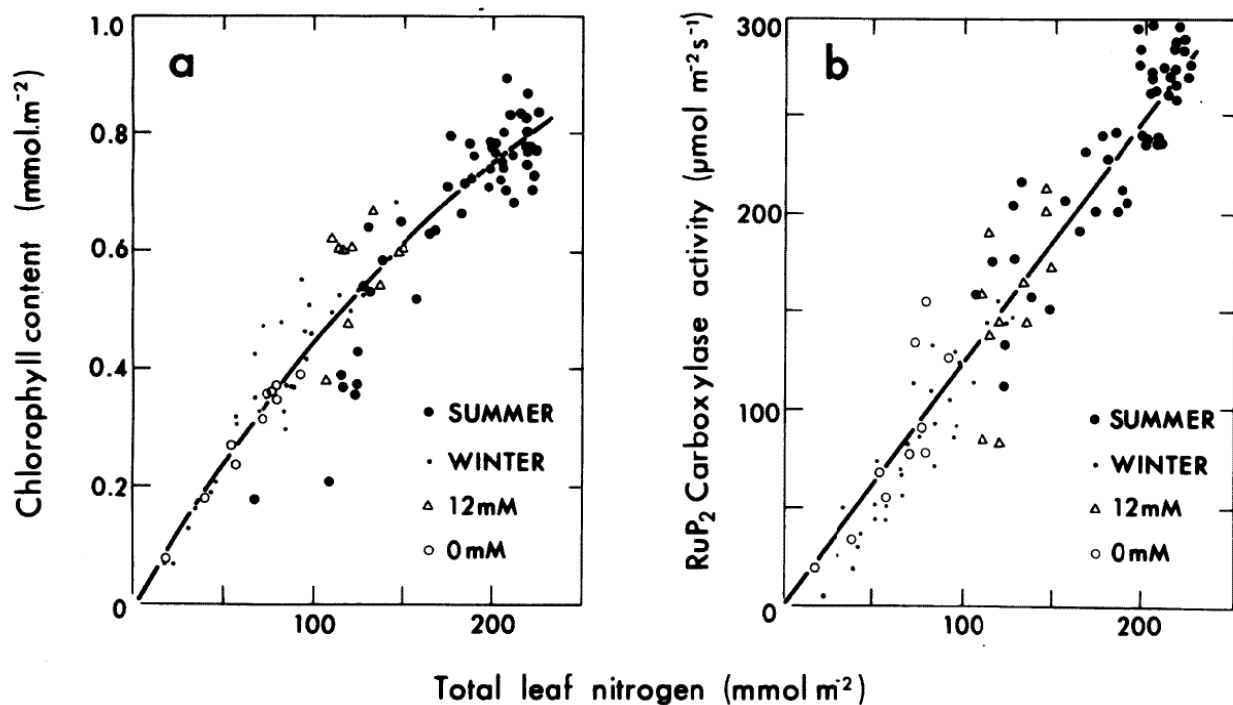 a
Chlorophyll content (mmol.m⁻²)
1.0
0.8
0.6
0.4
0.2
0
100
200
SUMMER
WINTER
12mM
0mM
b
RuP₂ Carboxylase activity (µmol m⁻²s⁻¹)
300
200
100
0
100
200
SUMMER
WINTER
12mM
0mM
Total leaf nitrogen (mmol m⁻²)